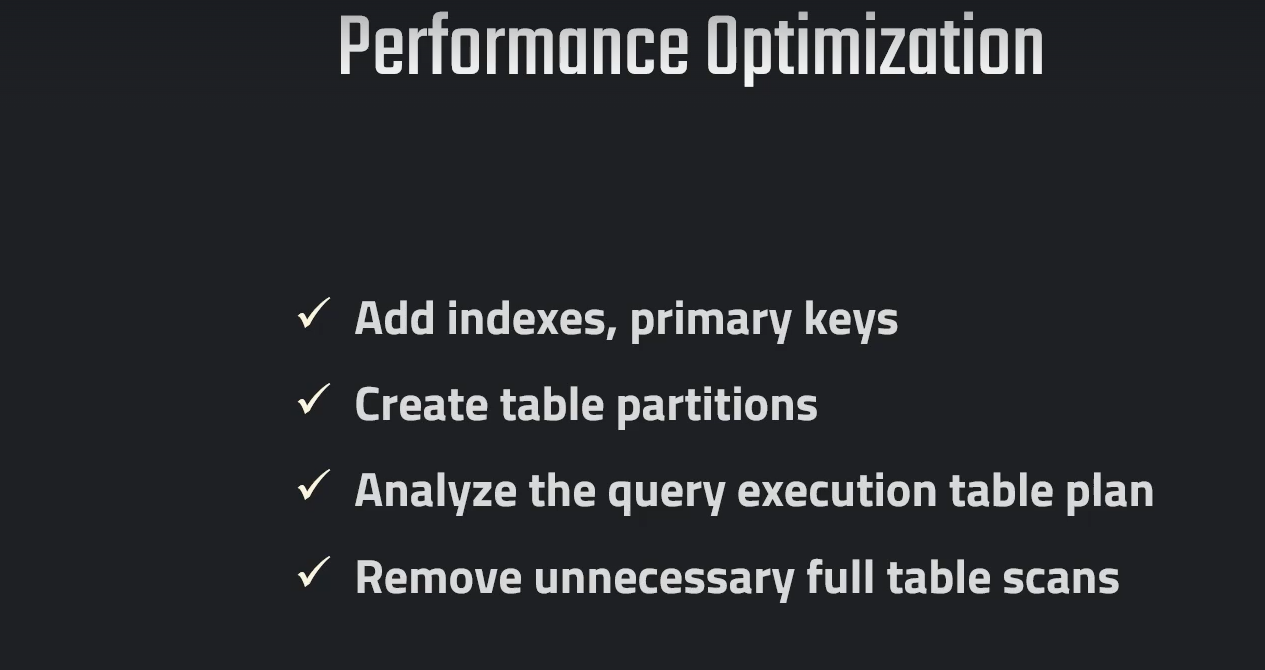 Performance Optimization
✓ Add indexes, primary keys
✓ Create table partitions
✓ Analyze the query execution table plan
✓ Remove unnecessary full table scans